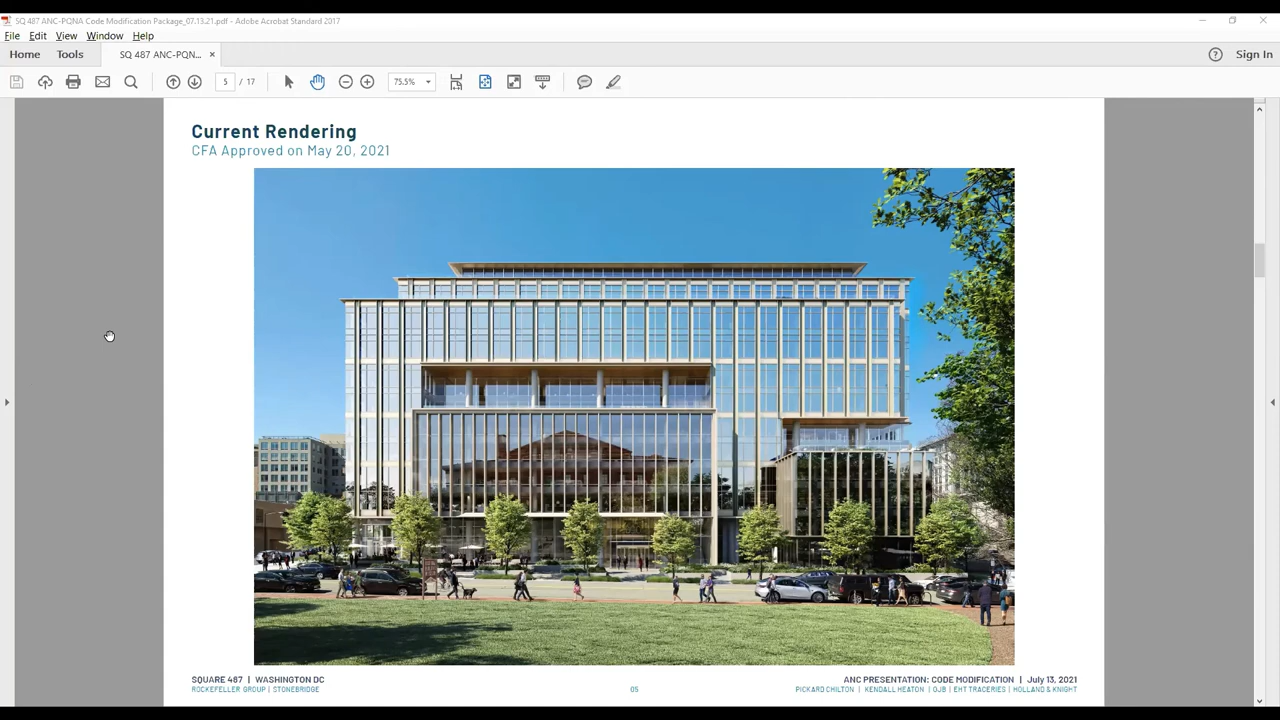 SQ 487 ANC-PQNA Code Modification Package_07.13.21.pdf - Adobe Acrobat Standard 2017
File Edit View Window Help
Home Tools SQ 487 ANC-PQN... × Sign In
5 / 17 75.5%
Current Rendering
CFA Approved on May 20, 2021
SQUARE 487 | WASHINGTON DC
ROCKEFELLER GROUP | STONEBRIDGE
05
ANC PRESENTATION: CODE MODIFICATION | July 13, 2021
PICKARD CHILTON | KENDALL HEATON | OJB | EHT TRACERIES | HOLLAND & KNIGHT